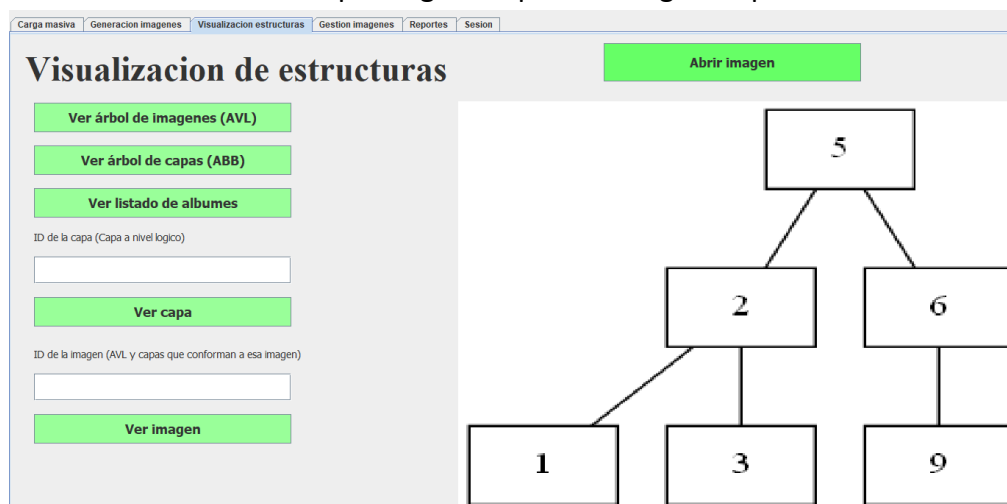 Carga masiva Generacion imagenes Visualizacion estructuras Gestion imagenes Reportes Sesion
Visualizacion de estructuras
Abrir imagen
Ver árbol de imagenes (AVL)
Ver árbol de capas (ABB)
Ver listado de albumes
ID de la capa (Capa a nivel logico)
Ver capa
ID de la imagen (AVL y capas que conforman a esa imagen)
Ver imagen
5
2 6
1 3 9